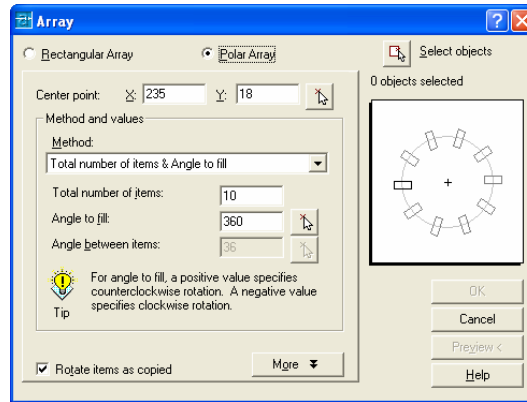 Array
Rectangular Array
Polar Array
Select objects
0 objects selected
Center point: X: 235 Y: 18
Method and values
Method:
Total number of items & Angle to fill
Total number of items: 10
Angle to fill: 360
Angle between items: 36
Tip
For angle to fill, a positive value specifies
counterclockwise rotation. A negative value
specifies clockwise rotation.
Rotate items as copied
More
OK
Cancel
Preview <
Help